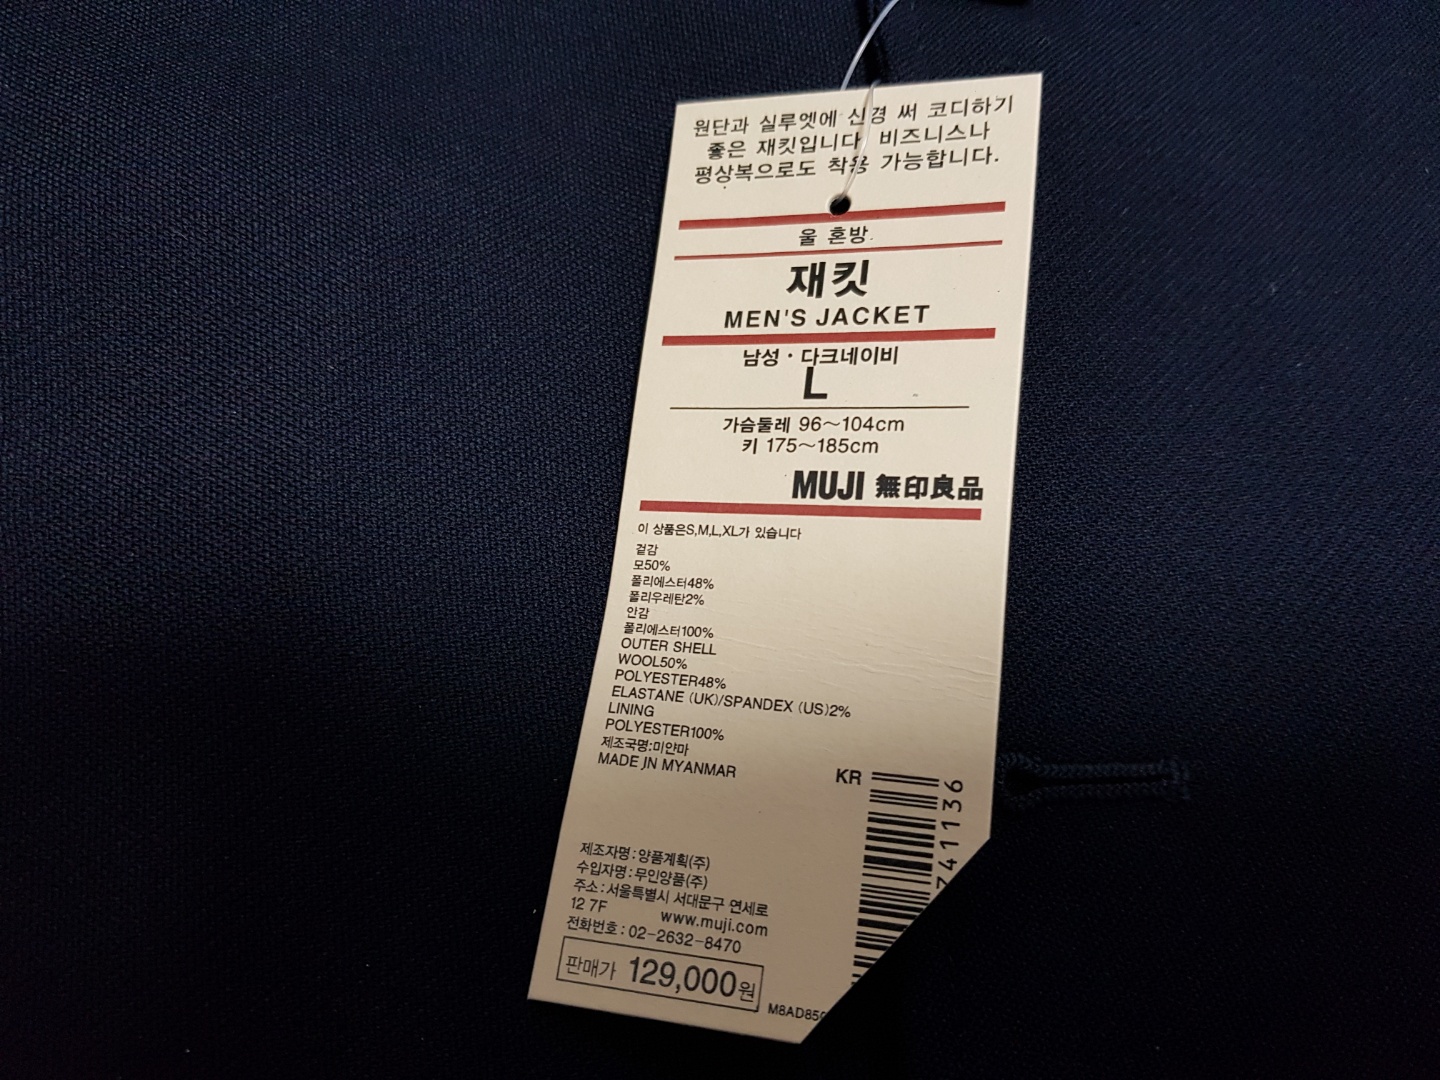 원단과 실루엣에 신경 써 코디하기
좋은 재킷입니다. 비즈니스나
평상복으로도 착용 가능합니다.
울 혼방
재킷
MEN'S JACKET
남성・다크네이비
L
가슴둘레 96～104cm
키 175～185cm
MUJI 無印良品
이 상품은S,M,L,XL가 있습니다
겉감
모50%
폴리에스터48%
폴리우레탄2%
안감
폴리에스터100%
OUTER SHELL
WOOL50%
POLYESTER48%
ELASTANE (UK)/SPANDEX (US)2%
LINING
POLYESTER100%
제조국명:미얀마
MADE IN MYANMAR
KR
741136
제조자명:양품계획(주)
수입자명:무인양품(주)
주소:서울특별시 서대문구 연세로
12 7F www.muji.com
전화번호:02-2632-8470
판매가 129,000원
M8AD850